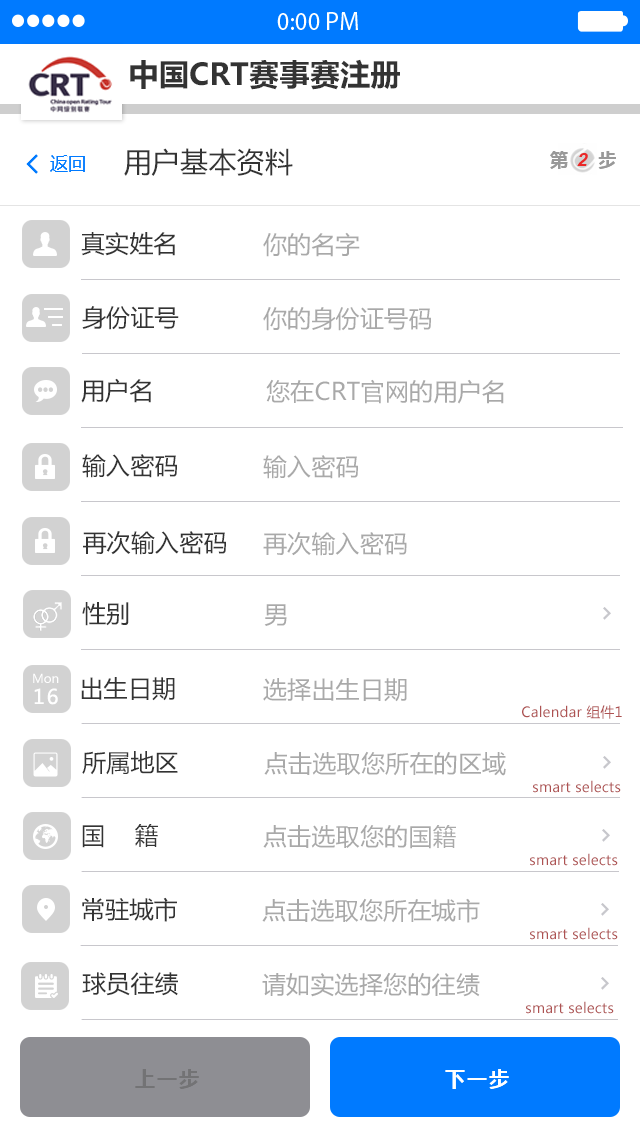 0:00 PM
CRT
China open Rating Tour
中网级别联赛
中国CRT赛事赛注册
返回
用户基本资料
第2步
真实姓名 你的名字
身份证号 你的身份证号码
用户名 您在CRT官网的用户名
输入密码 输入密码
再次输入密码 再次输入密码
性别 男
Mon
16
出生日期 选择出生日期
Calendar 组件1
所属地区 点击选取您所在的区域
smart selects
国 籍 点击选取您的国籍
smart selects
常驻城市 点击选取您所在城市
smart selects
球员往绩 请如实选择您的往绩
smart selects
上一步 下一步